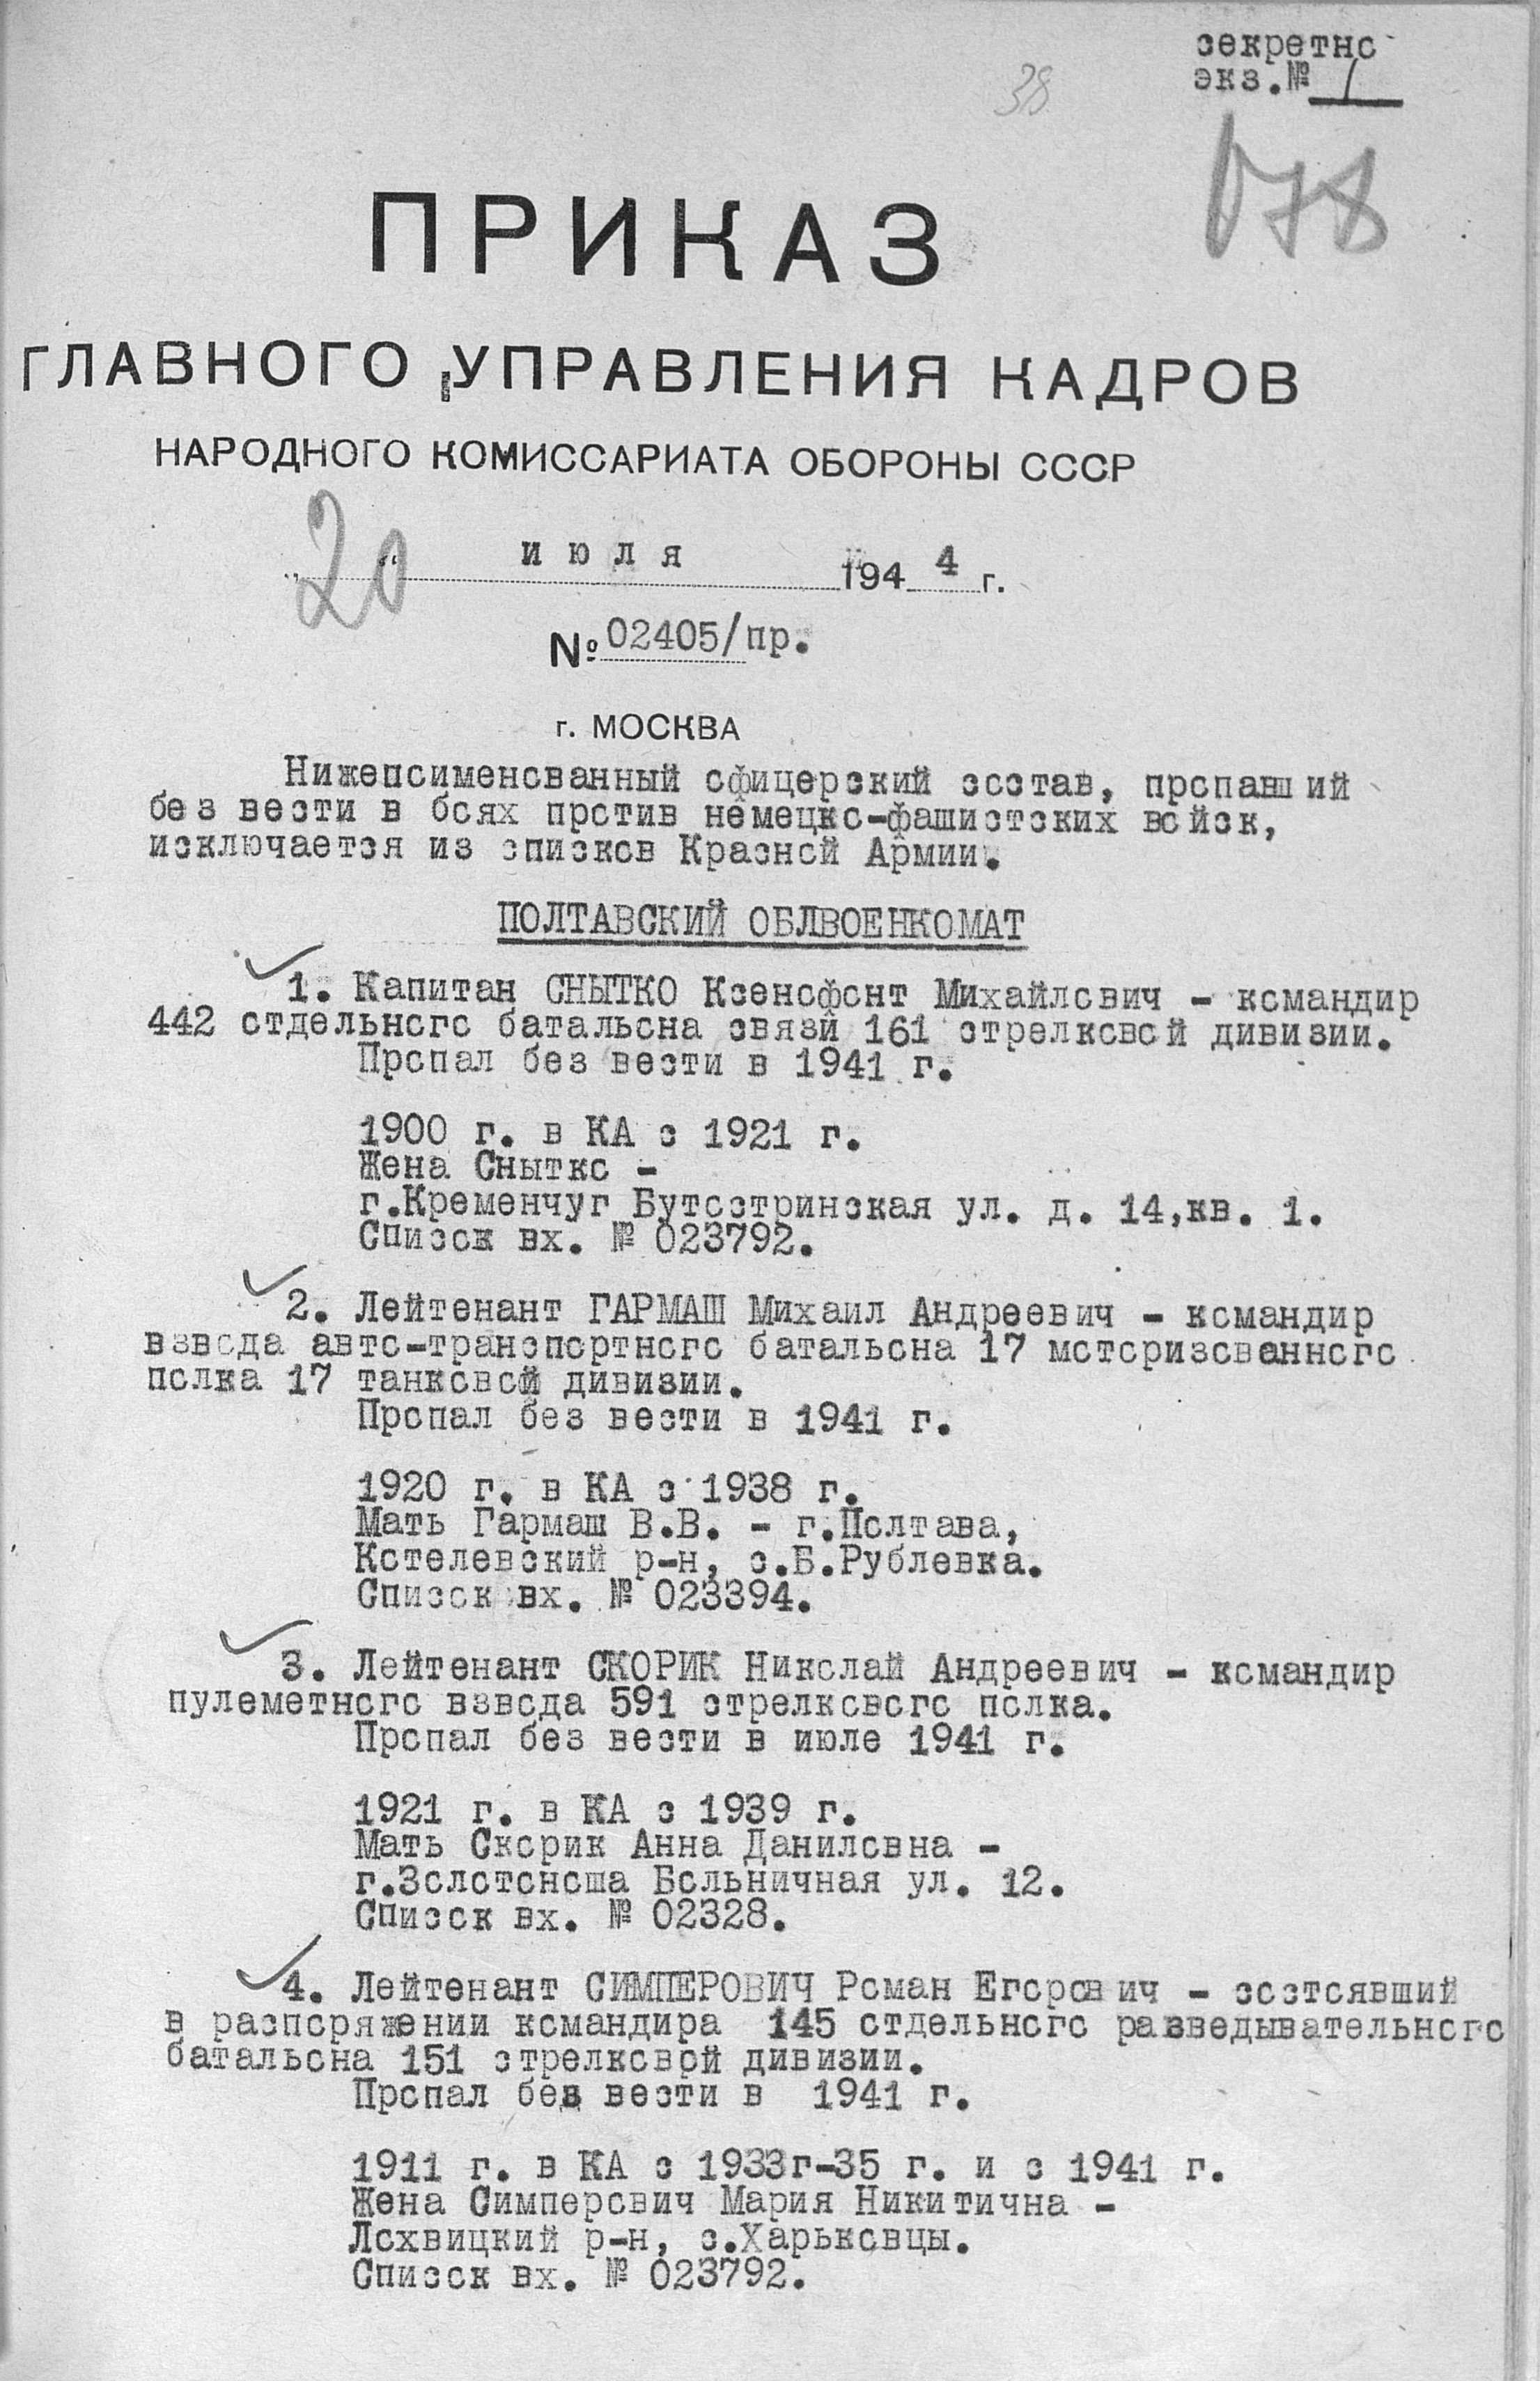 секретно
экз.№ 1
38
078
ПРИКАЗ
ГЛАВНОГО УПРАВЛЕНИЯ КАДРОВ
НАРОДНОГО КОМИССАРИАТА ОБОРОНЫ СССР
„20“ июля 1944 г.
№ 02405/пр.
г. МОСКВА
Нижепоименованный офицерский состав, пропавший
без вести в боях против немецко-фашистских войск,
исключается из списков Красной Армии.
ПОЛТАВСКИЙ ОБЛВОЕНКОМАТ
1. Капитан СНЫТКО Ксенофонт Михайлович - командир
442 отдельного батальона связи 161 стрелковой дивизии.
Пропал без вести в 1941 г.
1900 г. в КА с 1921 г.
Жена Снытко -
г.Кременчуг Бутостринская ул. д. 14,кв. 1.
Список вх. № 023792.
2. Лейтенант ГАРМАШ Михаил Андреевич - командир
взвода авто-транспортного батальона 17 моторизованного
полка 17 танковой дивизии.
Пропал без вести в 1941 г.
1920 г. в КА с 1938 г.
Мать Гармаш В.В. - г.Полтава,
Котелевский р-н, с.Б.Рублевка.
Список вх. № 023394.
3. Лейтенант СКОРИК Николай Андреевич - командир
пулеметного взвода 591 стрелкового полка.
Пропал без вести в июле 1941 г.
1921 г. в КА с 1939 г.
Мать Скорик Анна Даниловна -
г.Золотоноша Больничная ул. 12.
Список вх. № 02328.
4. Лейтенант СИМПЕРОВИЧ Роман Егорович - состоявший
в распоряжении командира 145 отдельного разведывательного
батальона 151 стрелковой дивизии.
Пропал без вести в 1941 г.
1911 г. в КА с 1933г-35 г. и с 1941 г.
Жена Симперович Мария Никитична -
Лохвицкий р-н, с.Харьковцы.
Список вх. № 023792.